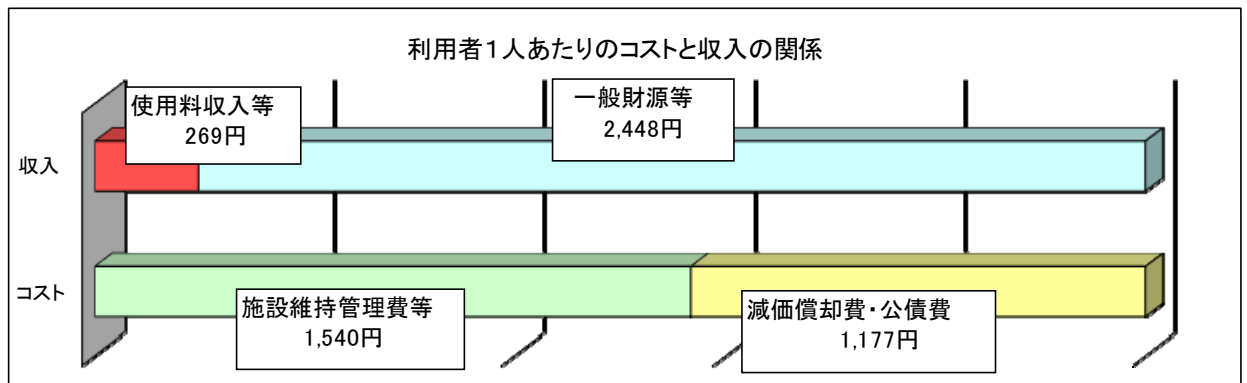 利用者１人あたりのコストと収入の関係
使用料収入等
269円
一般財源等
2,448円
収入
コスト
施設維持管理費等
1,540円
減価償却費・公債費
1,177円